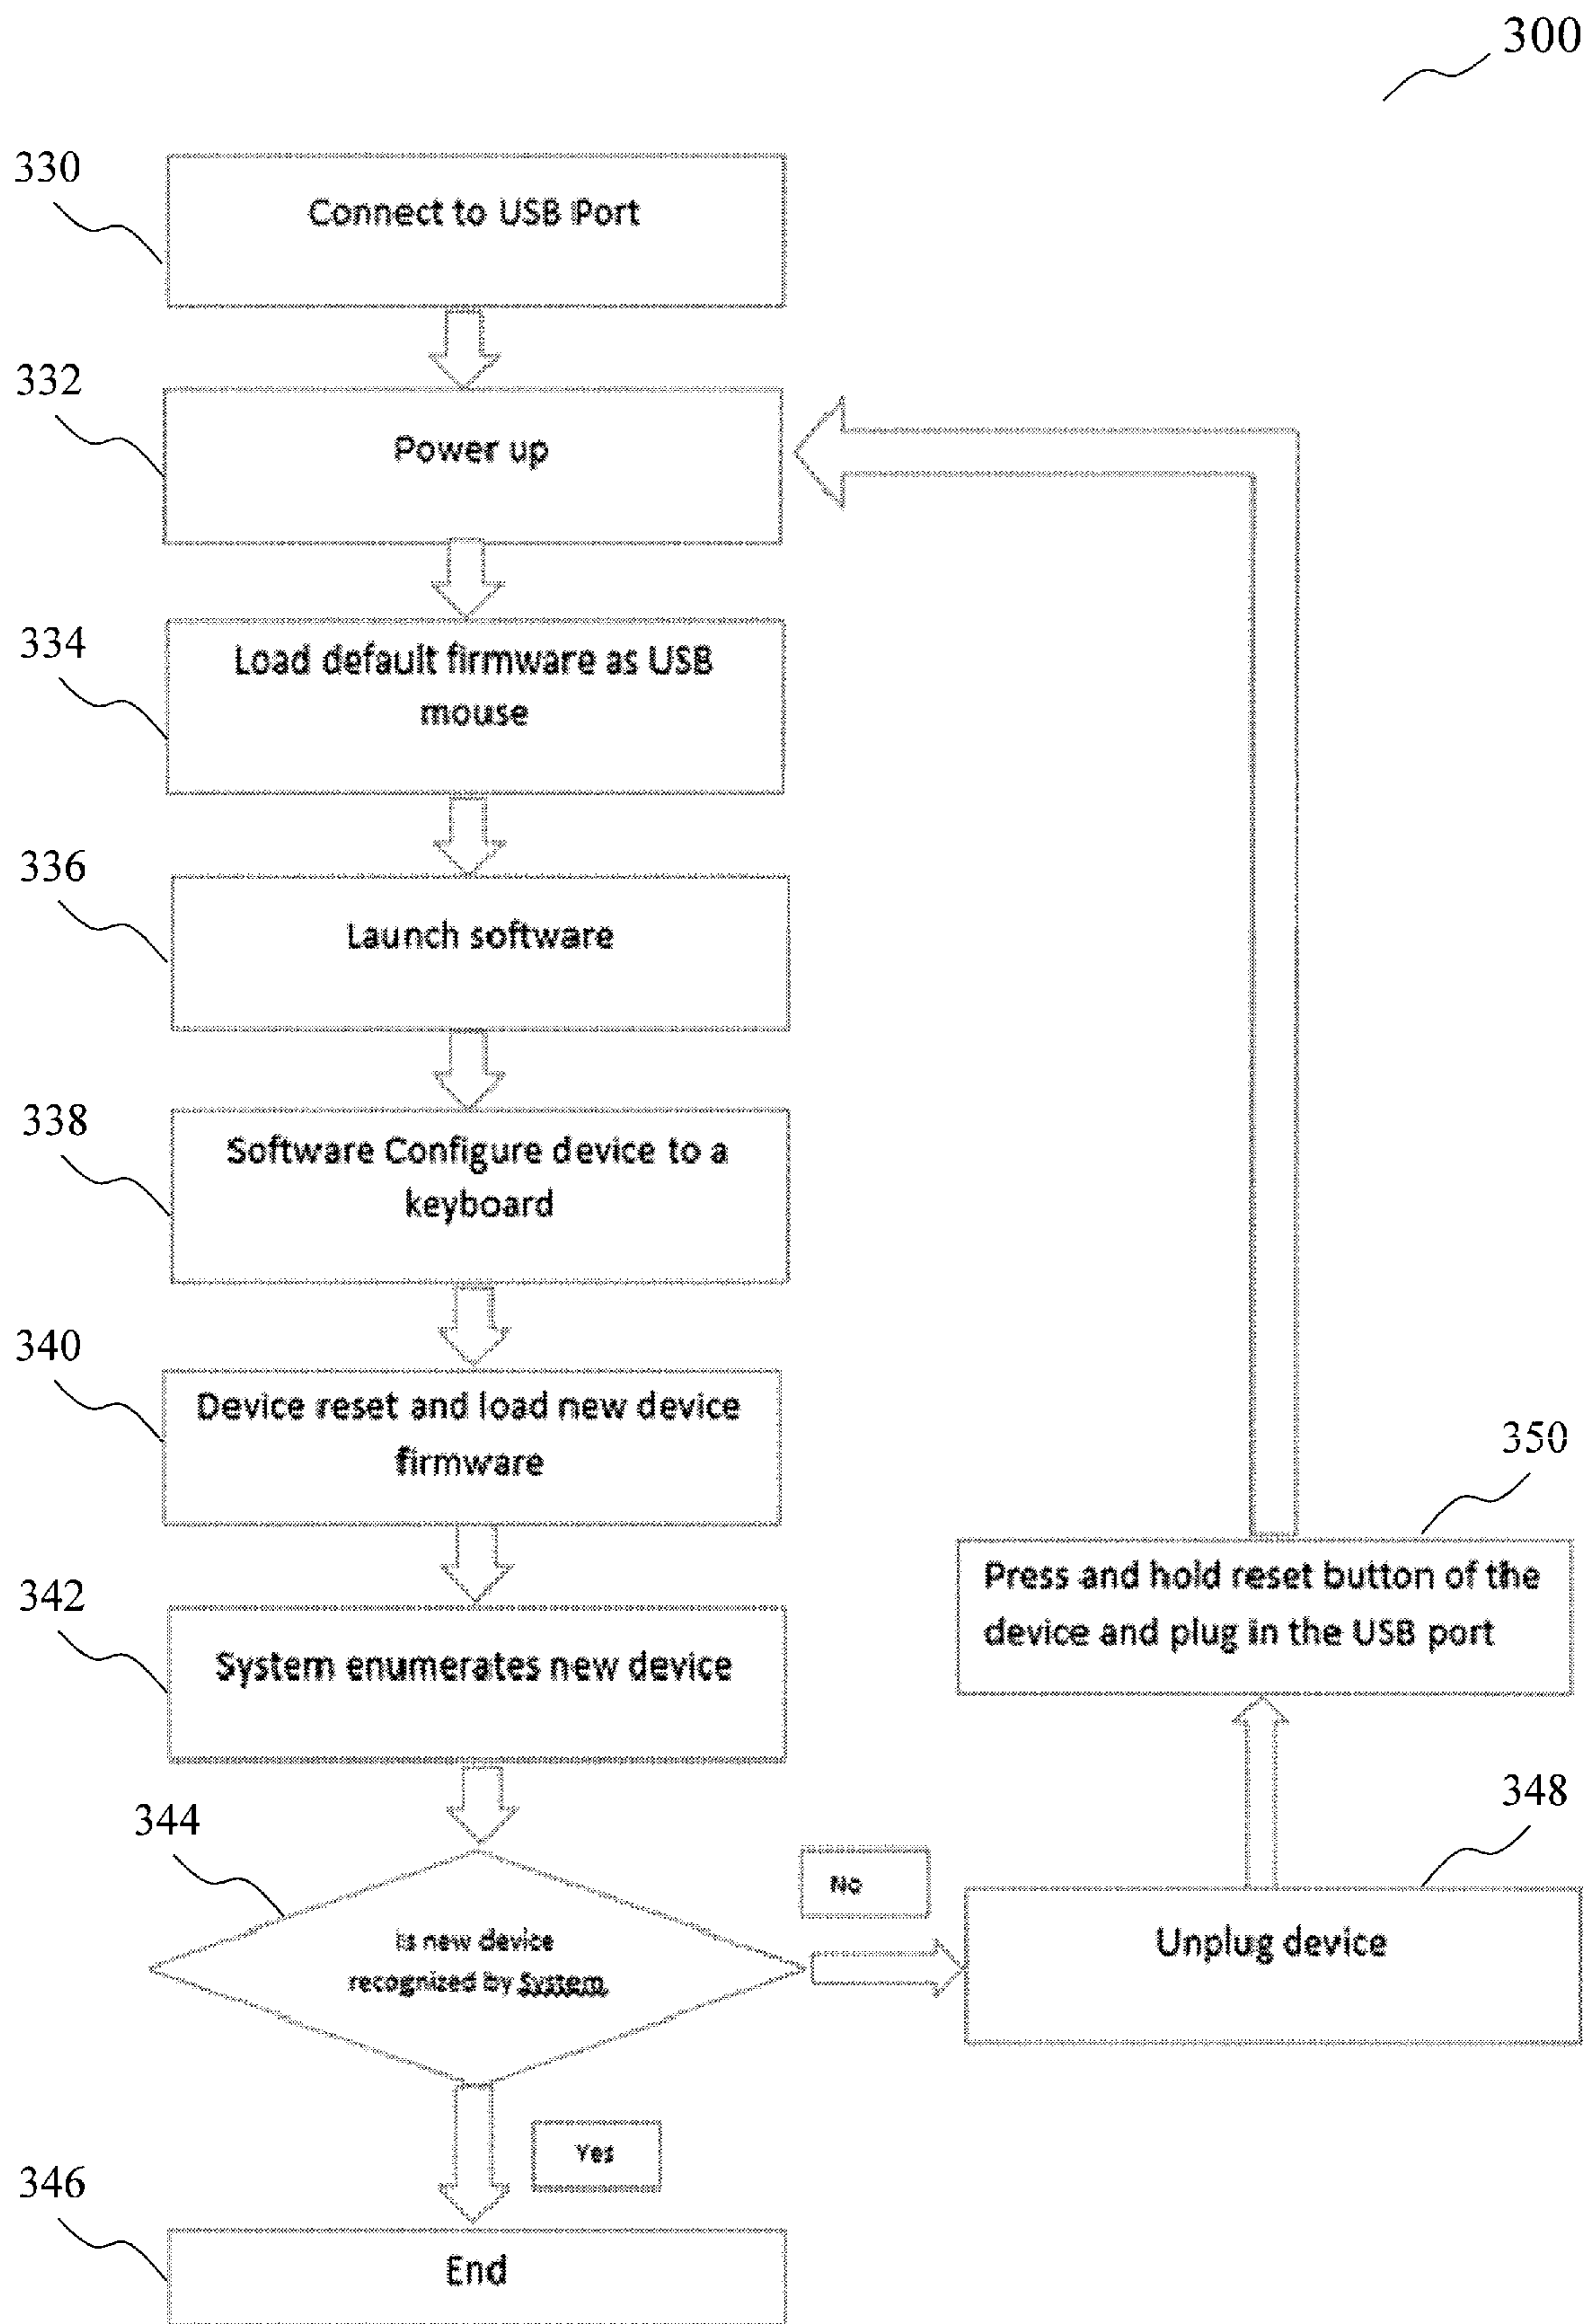 300
330
Connect to USB Port
332
Power up
334
Load default firmware as USB
mouse
336
Launch software
338
Software Configure device to a
keyboard
340
Device reset and load new device
firmware
342
System enumerates new device
344
Is new device
recognized by System
No
Yes
346
End
350
Press and hold reset button of the
device and plug in the USB port
348
Unplug device